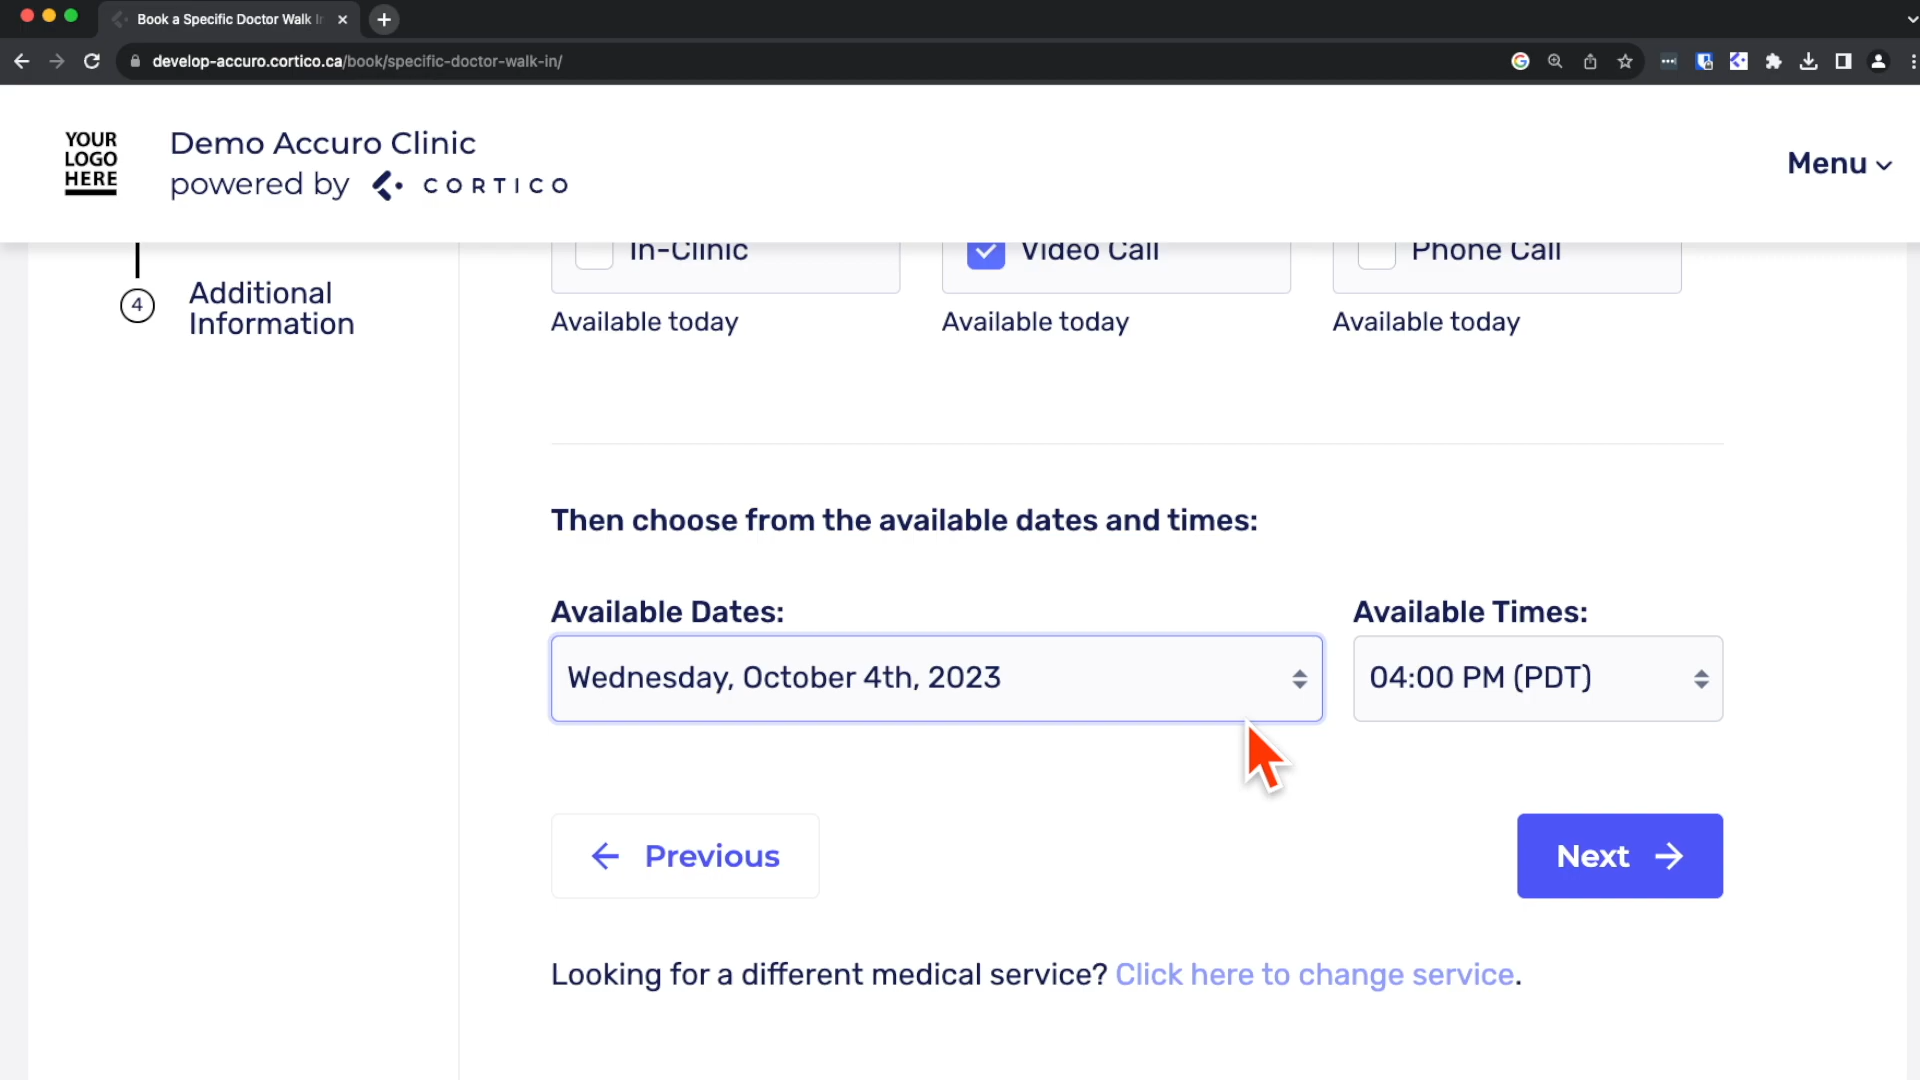 Book a Specific Doctor Walk In
develop-accuro.cortico.ca/book/specific-doctor-walk-in/
YOUR
LOGO
HERE
Demo Accuro Clinic
powered by CORTICO
Menu
4
Additional
Information
In-Clinic
Video Call
Phone Call
Available today
Available today
Available today
Then choose from the available dates and times:
Available Dates:
Available Times:
Wednesday, October 4th, 2023
04:00 PM (PDT)
Previous
Next
Looking for a different medical service? Click here to change service.